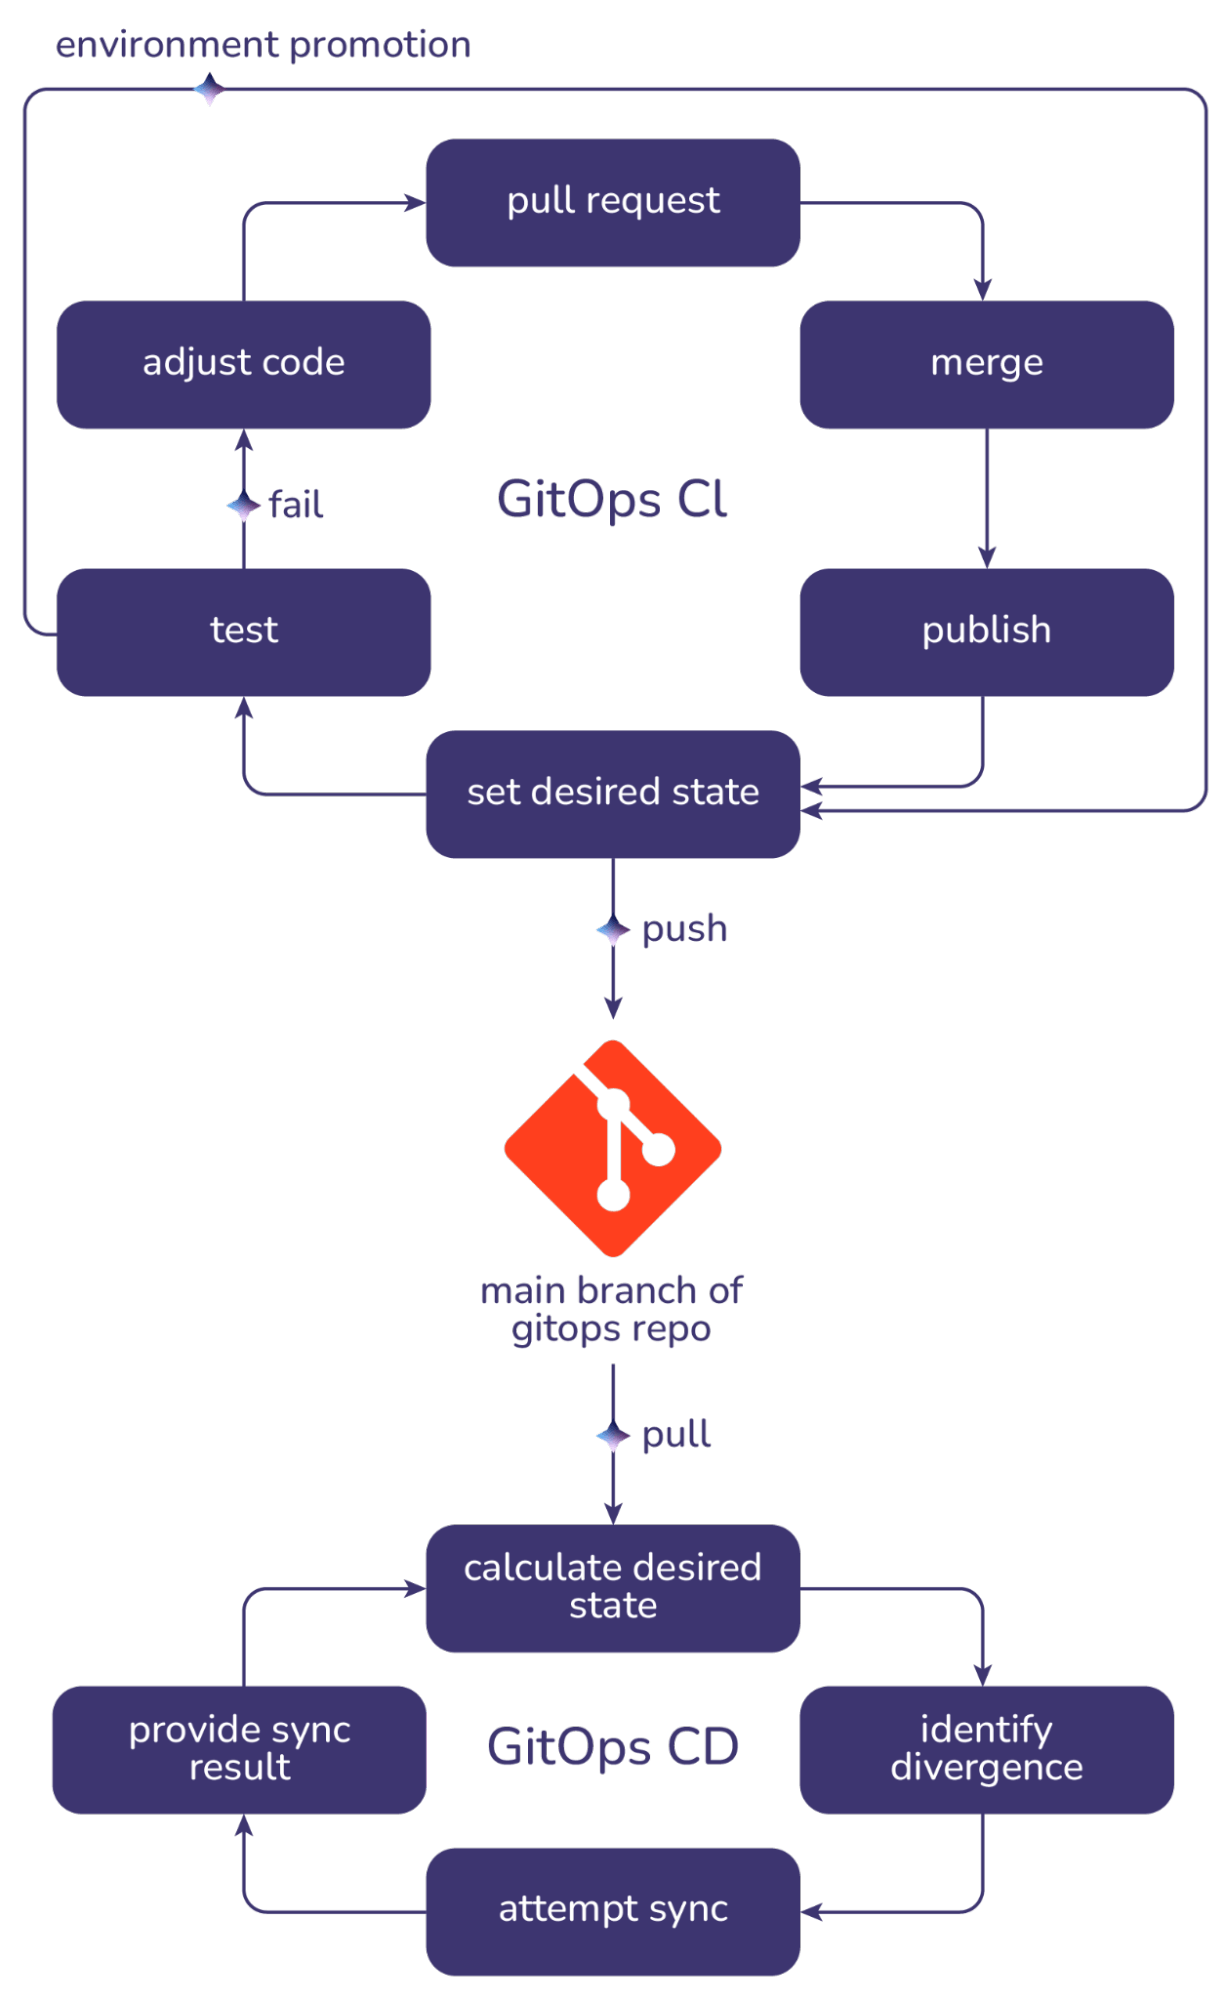 environment promotion
pull request
adjust code
merge
GitOps Cl
fail
test
publish
set desired state
push
main branch of
gitops repo
pull
calculate desired
state
provide sync
result
GitOps CD
identify
divergence
attempt sync